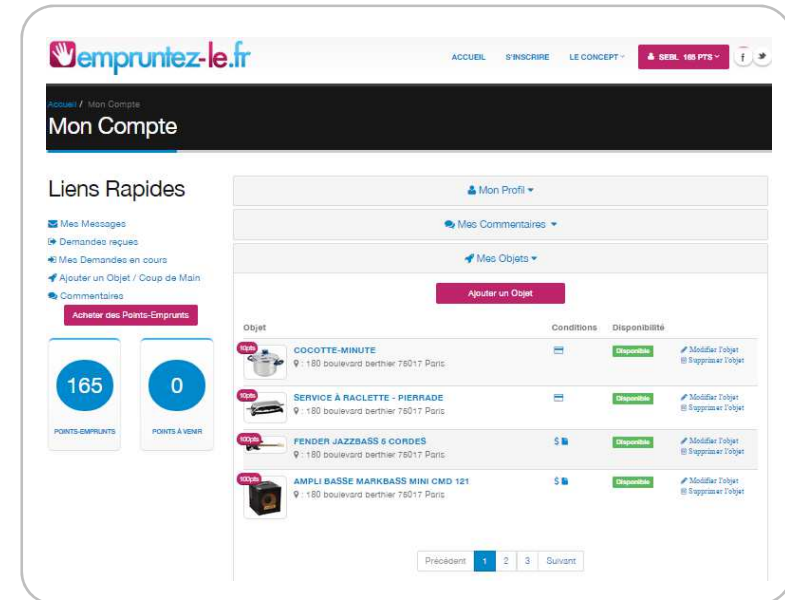 empruntez-le.fr
ACCUEIL S'INSCRIRE LE CONCEPT SEBL 165 PTS f
Accueil / Mon Compte
Mon Compte
Liens Rapides
Mes Messages
Demandes reçues
Mes Demandes en cours
Ajouter un Objet / Coup de Main
Commentaires
Acheter des Points-Emprunts
165
POINTS-EMPRUNTS
0
POINTS À VENIR
Mon Profil
Mes Commentaires
Mes Objets
Ajouter un Objet
Objet Conditions Disponibilité
10pts COCOTTE-MINUTE Disponible Modifier l'objet
: 180 boulevard berthier 75017 Paris Supprimer l'objet
10pts SERVICE À RACLETTE - PIERRADE Disponible Modifier l'objet
: 180 boulevard berthier 75017 Paris Supprimer l'objet
100pts FENDER JAZZBASS 5 CORDES $ Disponible Modifier l'objet
: 180 boulevard berthier 75017 Paris Supprimer l'objet
100pts AMPLI BASSE MARKBASS MINI CMD 121 $ Disponible Modifier l'objet
: 180 boulevard berthier 75017 Paris Supprimer l'objet
Précédent 1 2 3 Suivant